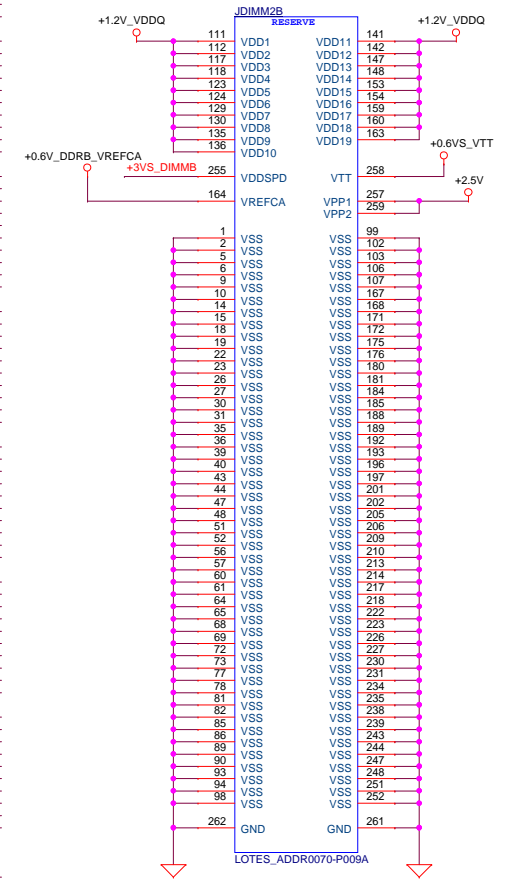 JDIMM2B
RESERVE
+1.2V_VDDQ +1.2V_VDDQ
111 VDD1 VDD11 141
112 VDD2 VDD12 142
117 VDD3 VDD13 147
118 VDD4 VDD14 148
123 VDD5 VDD15 153
124 VDD6 VDD16 154
129 VDD7 VDD17 159
130 VDD8 VDD18 160
135 VDD9 VDD19 163
136 VDD10
+0.6V_DDRB_VREFCA +0.6VS_VTT
+3VS_DIMMB 255 VDDSPD VTT 258
+2.5V
164 VREFCA VPP1 257
VPP2 259
1 VSS VSS 99
2 VSS VSS 102
5 VSS VSS 103
6 VSS VSS 106
9 VSS VSS 107
10 VSS VSS 167
14 VSS VSS 168
15 VSS VSS 171
18 VSS VSS 172
19 VSS VSS 175
22 VSS VSS 176
23 VSS VSS 180
26 VSS VSS 181
27 VSS VSS 184
30 VSS VSS 185
31 VSS VSS 188
35 VSS VSS 189
36 VSS VSS 192
39 VSS VSS 193
40 VSS VSS 196
43 VSS VSS 197
44 VSS VSS 201
47 VSS VSS 202
48 VSS VSS 205
51 VSS VSS 206
52 VSS VSS 209
56 VSS VSS 210
57 VSS VSS 213
60 VSS VSS 214
61 VSS VSS 217
64 VSS VSS 218
65 VSS VSS 222
68 VSS VSS 223
69 VSS VSS 226
72 VSS VSS 227
73 VSS VSS 230
77 VSS VSS 231
78 VSS VSS 234
81 VSS VSS 235
82 VSS VSS 238
85 VSS VSS 239
86 VSS VSS 243
89 VSS VSS 244
90 VSS VSS 247
93 VSS VSS 248
94 VSS VSS 251
98 VSS VSS 252
262 GND GND 261
LOTES_ADDR0070-P009A